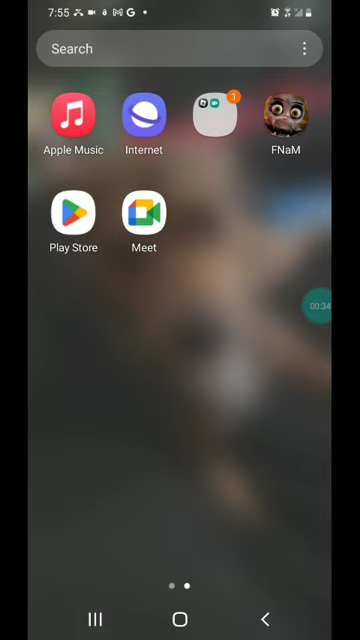 7:55
Search
1
Apple Music
Internet
FNaM
Play Store
Meet
00:34